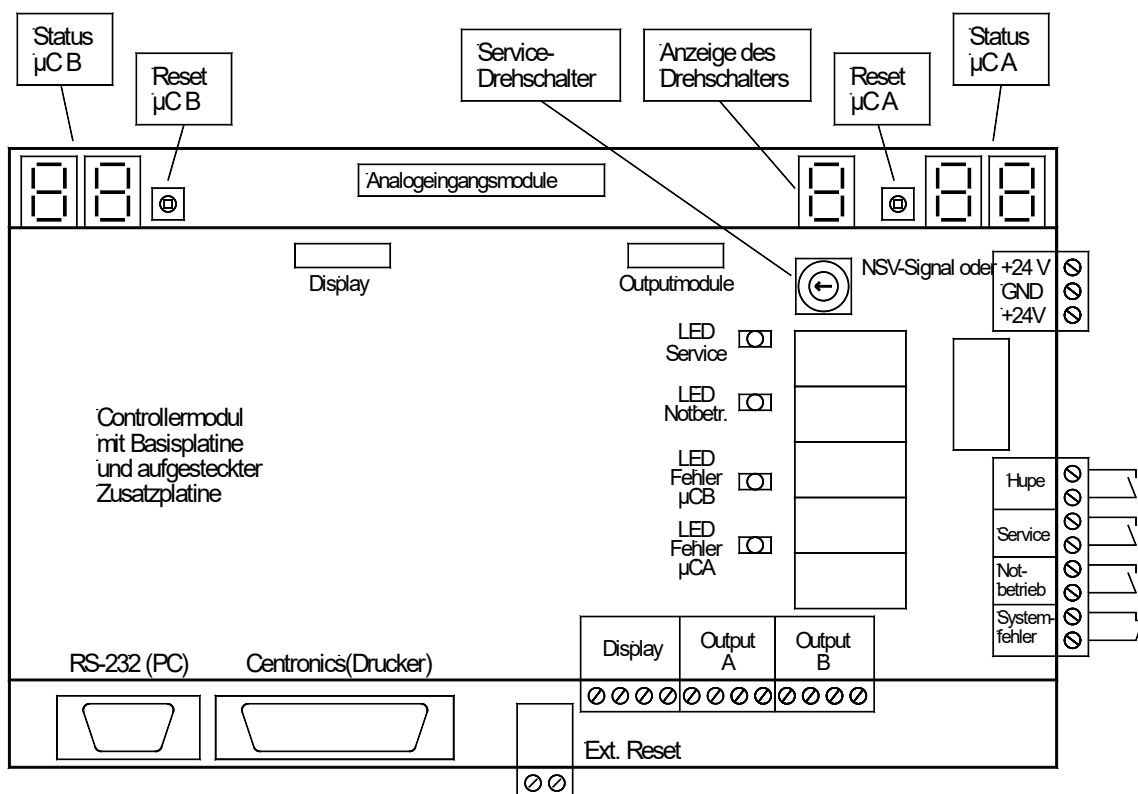 Status
µC B
Reset
µC B
Service-
Drehschalter
Anzeige des
Drehschalters
Reset
µC A
Status
µC A
Analogeingangsmodule
Display
Outputmodule
NSV-Signal oder +24 V
GND
+24V
LED
Service
LED
Notbetr.
LED
Fehler
µCB
LED
Fehler
µCA
Controllermodul
mit Basisplatine
und aufgesteckter
Zusatzplatine
Hupe
Service
Not-
betrieb
System-
fehler
Display
Output
A
Output
B
RS-232 (PC)
Centronics(Drucker)
Ext. Reset